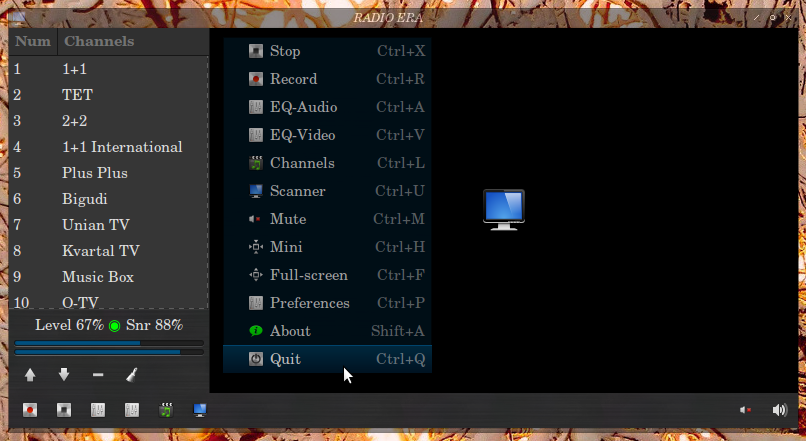 RADIO ERA
Num Channels
1 1+1
2 TET
3 2+2
4 1+1 International
5 Plus Plus
6 Bigudi
7 Unian TV
8 Kvartal TV
9 Music Box
10 O-TV
Level 67% Snr 88%
Stop Ctrl+X
Record Ctrl+R
EQ-Audio Ctrl+A
EQ-Video Ctrl+V
Channels Ctrl+L
Scanner Ctrl+U
Mute Ctrl+M
Mini Ctrl+H
Full-screen Ctrl+F
Preferences Ctrl+P
About Shift+A
Quit Ctrl+Q